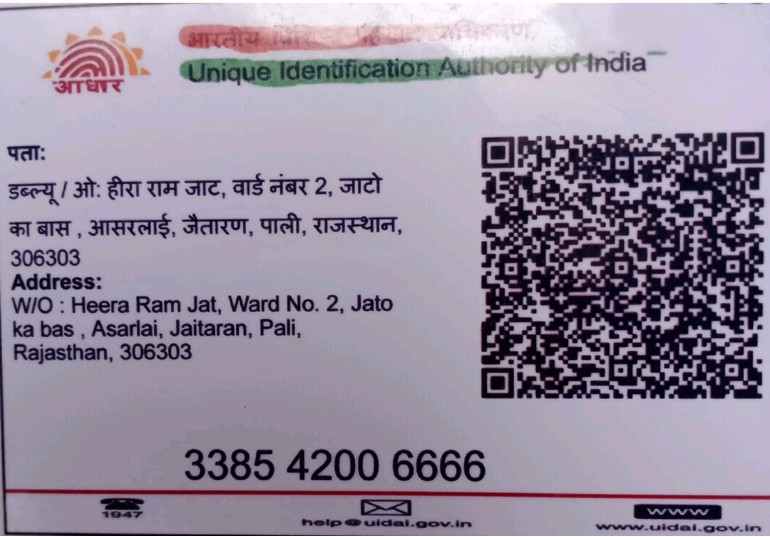 आधार
भारतीय
Unique Identification Authority of India
पता:
डब्ल्यू / ओ: हीरा राम जाट, वार्ड नंबर 2, जाटो
का बास , आसरलाई, जैतारण, पाली, राजस्थान,
306303
Address:
W/O : Heera Ram Jat, Ward No. 2, Jato
ka bas , Asarlai, Jaitaran, Pali,
Rajasthan, 306303
3385 4200 6666
1947
help@uidai.gov.in
www
www.uidai.gov.in